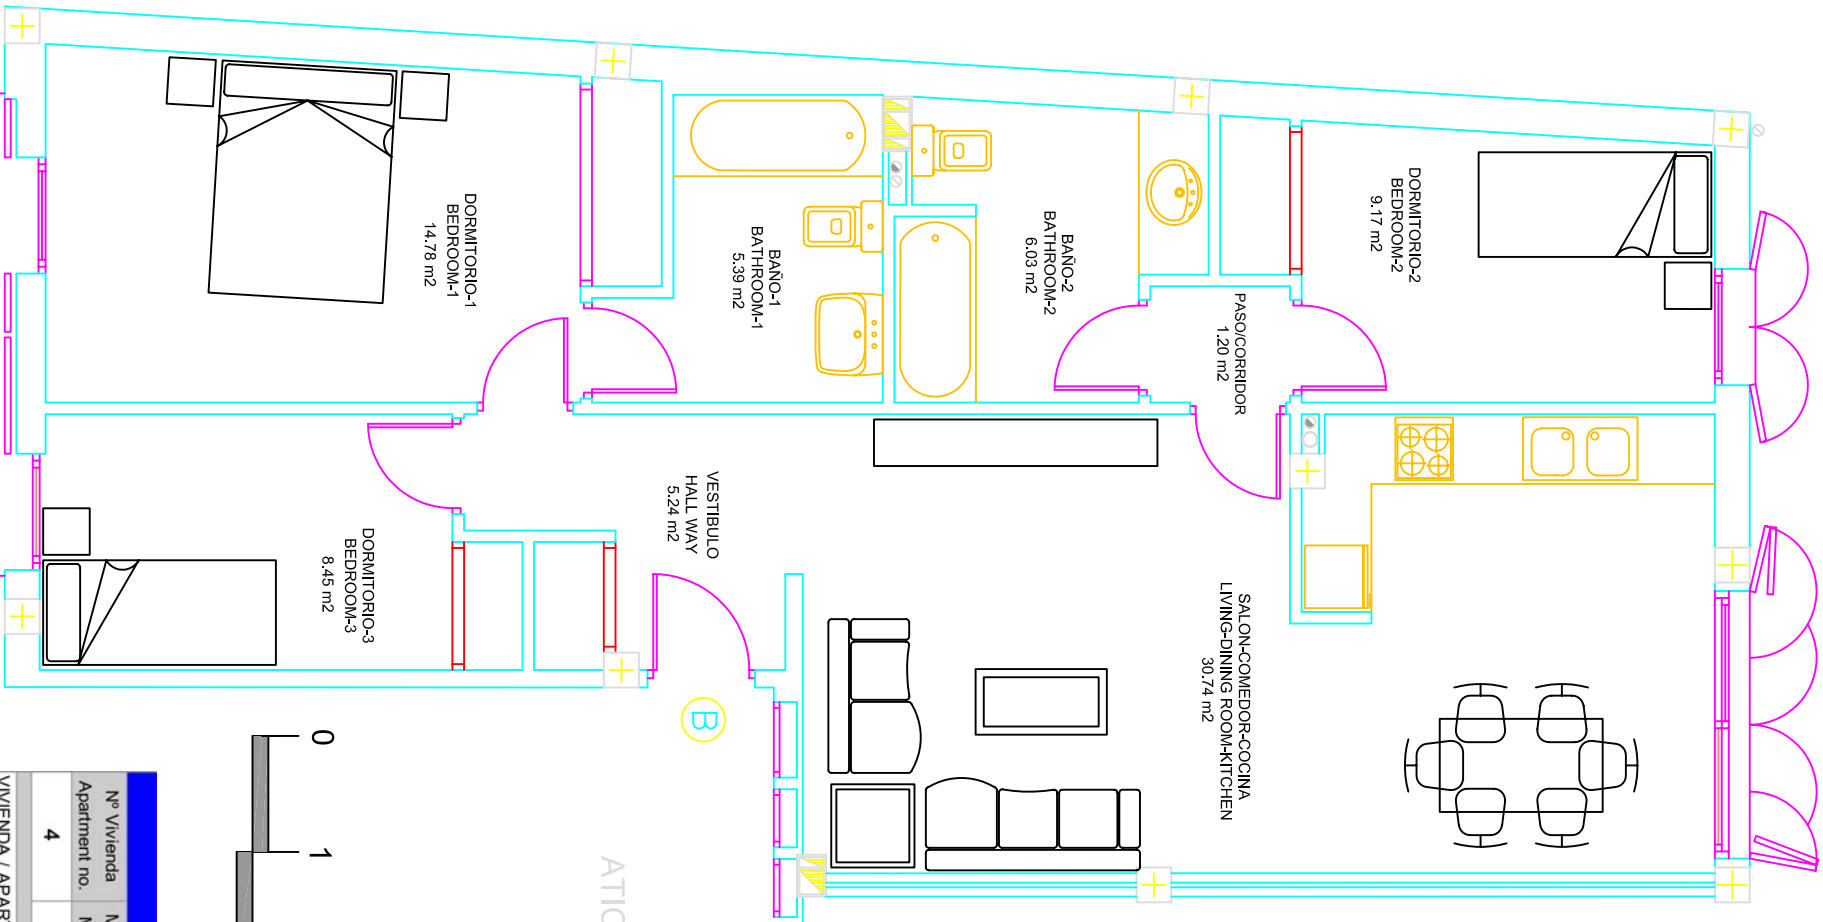 DORMITORIO-1
BEDROOM-1
14.78 m2
BAÑO-1
BATHROOM-1
5.39 m2
BAÑO-2
BATHROOM-2
6.03 m2
DORMITORIO-2
BEDROOM-2
9.17 m2
PASO/CORRIDOR
1.20 m2
VESTIBULO
HALL WAY
5.24 m2
DORMITORIO-3
BEDROOM-3
8.45 m2
SALON-COMEDOR-COCINA
LIVING-DINING ROOM-KITCHEN
30.74 m2
B
0
1
Nº Vivienda
Apartment no.
4
VIVIENDA /